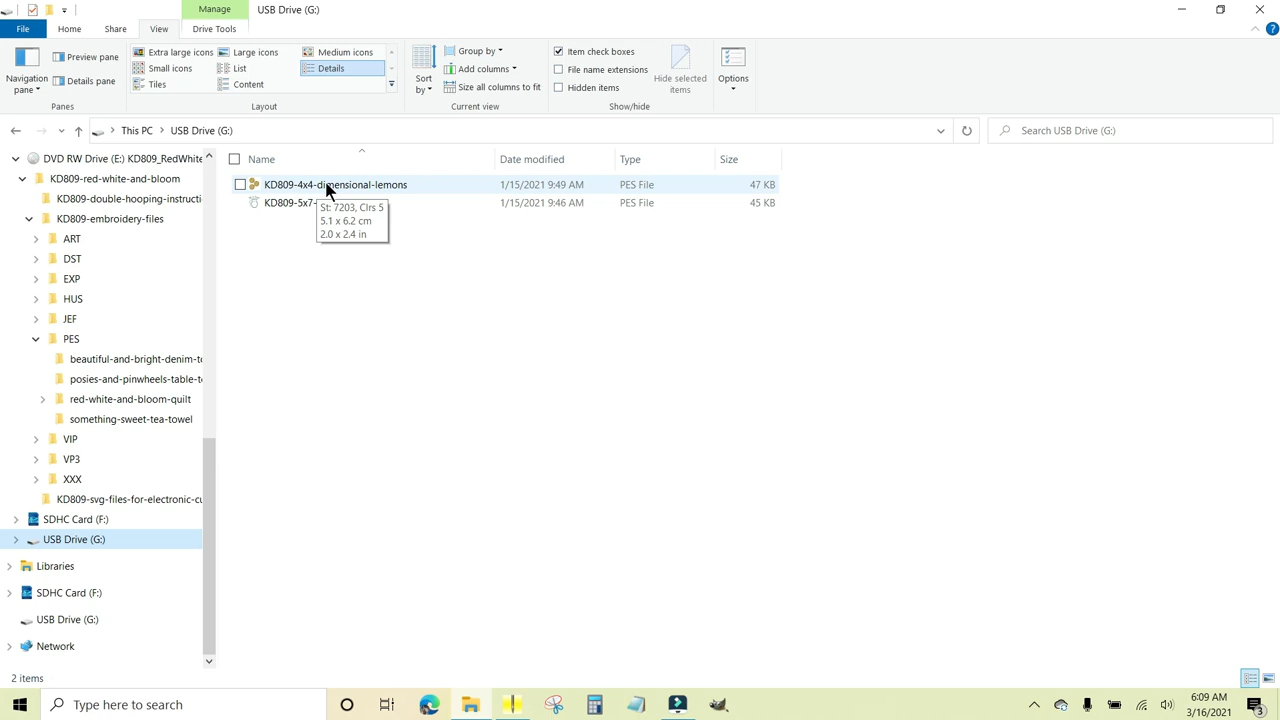 Manage
USB Drive (G:)
File
Home
Share
View
Drive Tools
Navigation
pane
Preview pane
Details pane
Panes
Extra large icons
Large icons
Medium icons
Small icons
List
Details
Tiles
Content
Layout
Sort
by
Group by
Add columns
Size all columns to fit
Current view
Item check boxes
File name extensions
Hidden items
Hide selected
items
Show/hide
Options
This PC
USB Drive (G:)
Search USB Drive (G:)
Name
Date modified
Type
Size
KD809-4x4-dimensional-lemons
1/15/2021 9:49 AM
PES File
47 KB
KD809-5x7-
1/15/2021 9:46 AM
PES File
45 KB
St: 7203, Clrs 5
5.1 x 6.2 cm
2.0 x 2.4 in
DVD RW Drive (E:) KD809_RedWhite
KD809-red-white-and-bloom
KD809-double-hooping-instructi
KD809-embroidery-files
ART
DST
EXP
HUS
JEF
PES
beautiful-and-bright-denim-to
posies-and-pinwheels-table-to
red-white-and-bloom-quilt
something-sweet-tea-towel
VIP
VP3
XXX
KD809-svg-files-for-electronic-cu
SDHC Card (F:)
USB Drive (G:)
Libraries
SDHC Card (F:)
USB Drive (G:)
Network
2 items
Type here to search
6:09 AM
3/16/2021
3